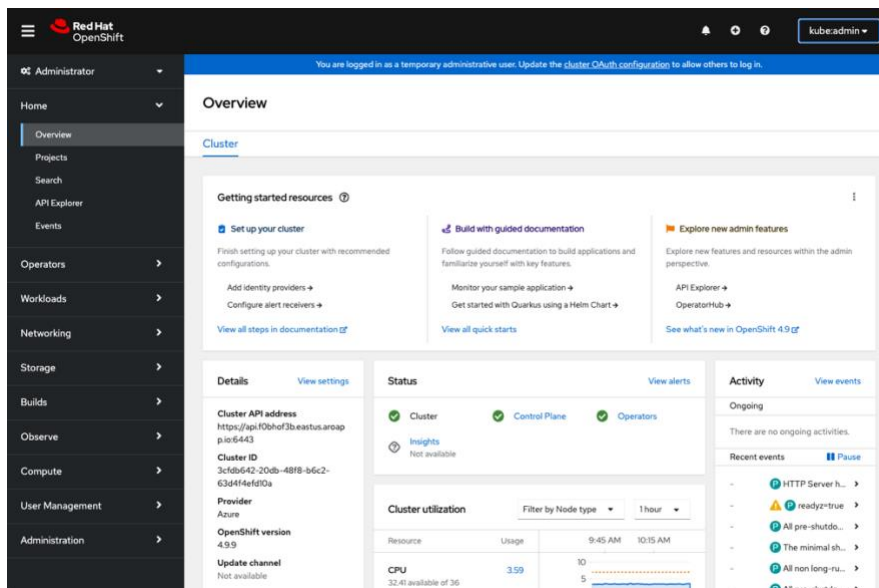 Red Hat
OpenShift
kube:admin
Administrator
Home
Overview
Projects
Search
API Explorer
Events
Operators
Workloads
Networking
Storage
Builds
Observe
Compute
User Management
Administration
You are logged in as a temporary administrative user. Update the cluster OAuth configuration to allow others to log in.
Overview
Cluster
Getting started resources
Set up your cluster
Finish setting up your cluster with recommended
configurations.
Add identity providers
Configure alert receivers
View all steps in documentation
Build with guided documentation
Follow guided documentation to build applications and
familiarize yourself with key features.
Monitor your sample application
Get started with Quarkus using a Helm Chart
View all quick starts
Explore new admin features
Explore new features and resources within the admin
perspective.
API Explorer
OperatorHub
See what's new in OpenShift 4.9
Details
View settings
Cluster API address
https://api.f0bhof3b.eastus.aroap
p.io:6443
Cluster ID
3cfdb642-20db-48f8-b6c2-
63d4f4efd10a
Provider
Azure
OpenShift version
4.9.9
Update channel
Not available
Status
View alerts
Cluster
Control Plane
Operators
Insights
Not available
Cluster utilization
Filter by Node type
1 hour
Resource
Usage
9:45 AM
10:15 AM
CPU
3.59
10
5
32.41 available of 36
Activity
View events
Ongoing
There are no ongoing activities.
Recent events
Pause
- P HTTP Server h...
- P readyz=true
- P All pre-shutdo...
- P The minimal sh...
- P All non long-ru...